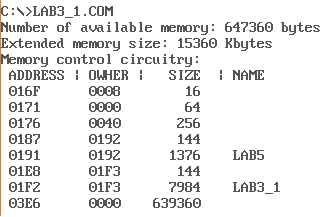 C:\>LAB3_1.COM
Number of available memory: 647360 bytes
Extended memory size: 15360 Kbytes
Memory control circuitry:
ADDRESS | OWHER | SIZE | NAME
016F 0008 16
0171 0000 64
0176 0040 256
0187 0192 144
0191 0192 1376 LAB5
01E8 01F3 144
01F2 01F3 7984 LAB3_1
03E6 0000 639360